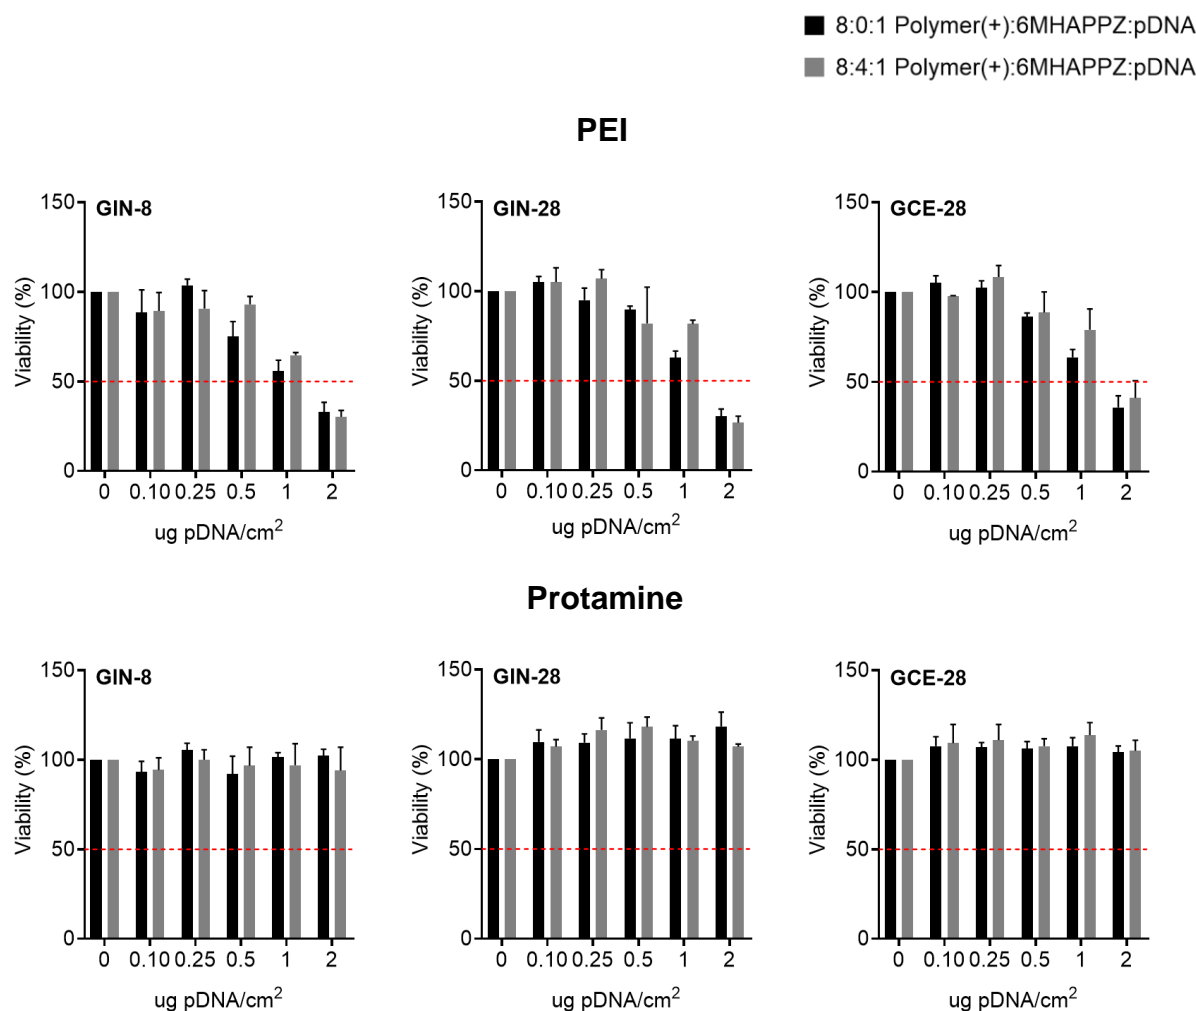 8:0:1 Polymer(+):6MHAPPZ:pDNA
8:4:1 Polymer(+):6MHAPPZ:pDNA
PEI
GIN-8
Viability (%)
150
100
50
0
0 0.10 0.25 0.5 1 2
ug pDNA/cm²
GIN-28
Viability (%)
150
100
50
0
0 0.10 0.25 0.5 1 2
ug pDNA/cm²
GCE-28
Viability (%)
150
100
50
0
0 0.10 0.25 0.5 1 2
ug pDNA/cm²
Protamine
GIN-8
Viability (%)
150
100
50
0
0 0.10 0.25 0.5 1 2
ug pDNA/cm²
GIN-28
Viability (%)
150
100
50
0
0 0.10 0.25 0.5 1 2
ug pDNA/cm²
GCE-28
Viability (%)
150
100
50
0
0 0.10 0.25 0.5 1 2
ug pDNA/cm²